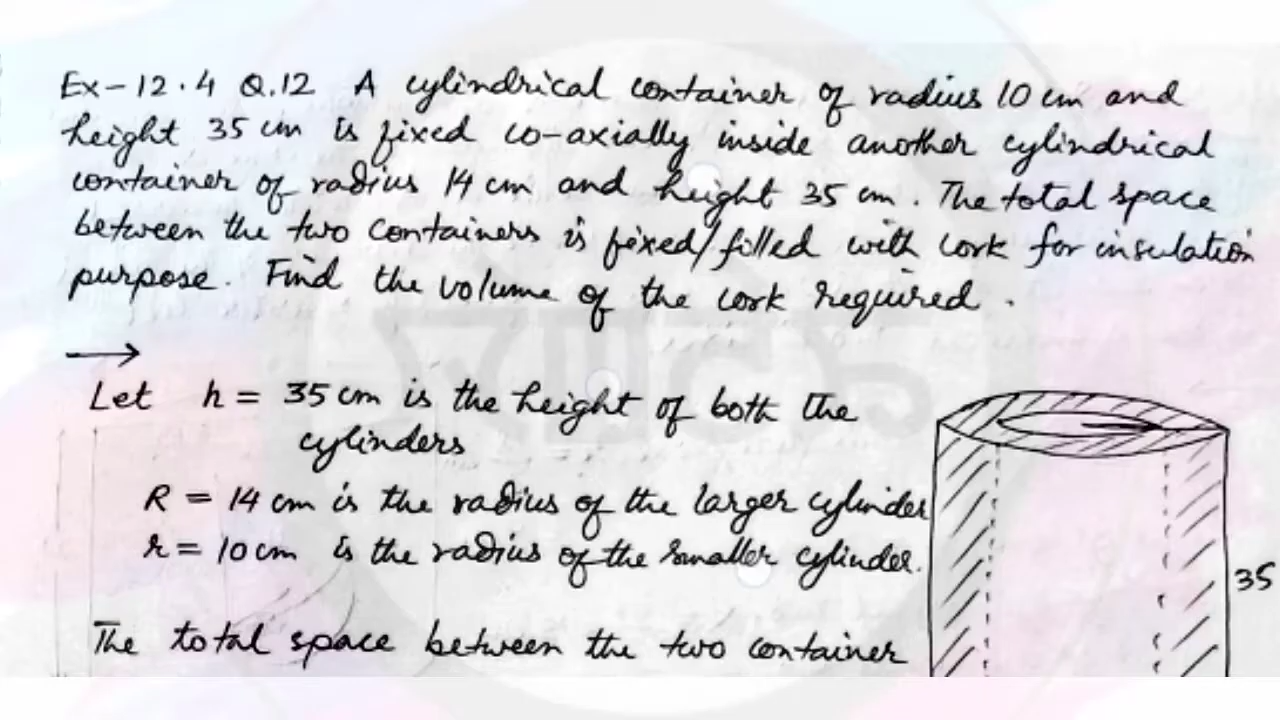 Ex-12.4 Q.12 A cylindrical container of radius 10 cm and
height 35 cm is fixed co-axially inside another cylindrical
container of radius 14 cm and height 35 cm. The total space
between the two containers is fixed/filled with cork for insulation
purpose. Find the volume of the cork required.
→
Let h = 35 cm is the height of both the
cylinders
R = 14 cm is the radius of the larger cylinder
r = 10 cm is the radius of the smaller cylinder.
35
The total space between the two container